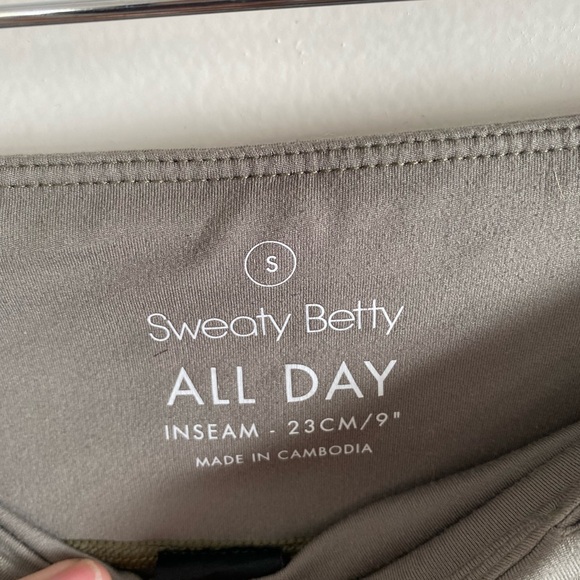 S
Sweaty Betty
ALL DAY
INSEAM - 23CM/9"
MADE IN CAMBODIA